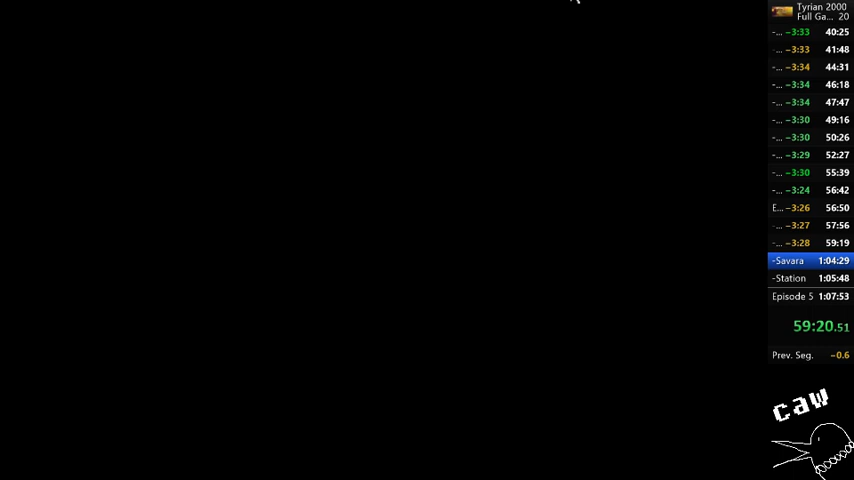 Tyrian 2000
Full Ga... 20
-... −3:33 40:25
... −3:33 41:48
-... −3:34 44:31
-... −3:34 46:18
-... −3:34 47:47
-... −3:30 49:16
-... −3:30 50:26
-... −3:29 52:27
-... −3:30 55:39
-... −3:24 56:42
E... −3:26 56:50
... −3:27 57:56
-... −3:28 59:19
-Savara 1:04:29
-Station 1:05:48
Episode 5 1:07:53
59:20.51
Prev. Seg. −0.6
caw